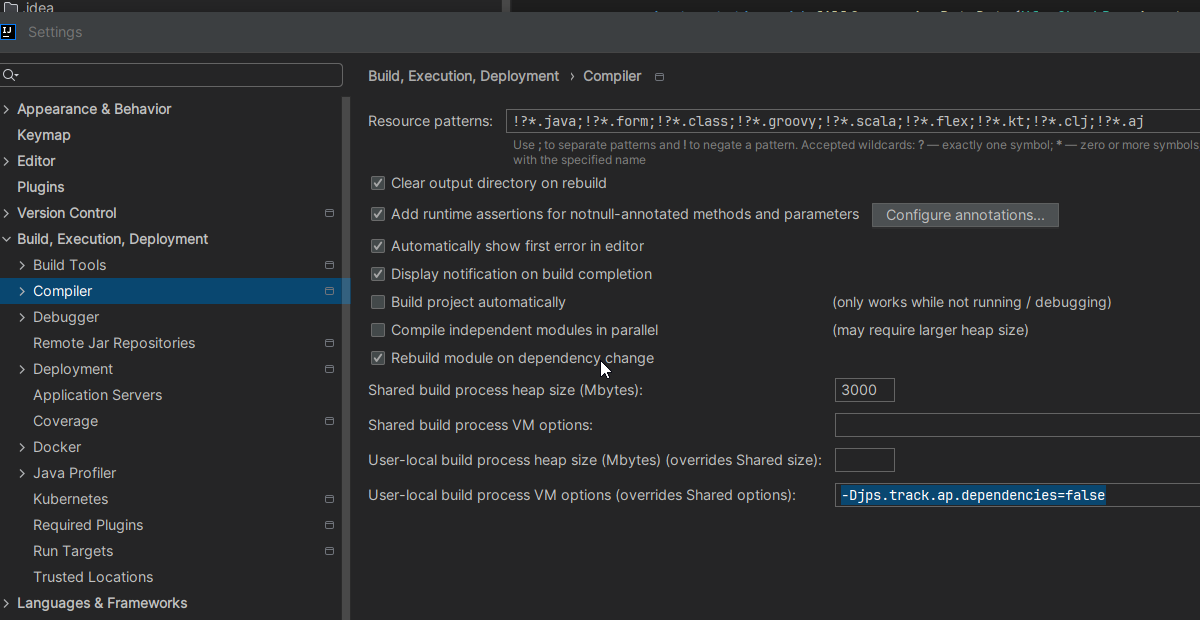 .idea
IJ
Settings
Build, Execution, Deployment › Compiler
Appearance & Behavior
Keymap
Editor
Plugins
Version Control
Build, Execution, Deployment
Build Tools
Compiler
Debugger
Remote Jar Repositories
Deployment
Application Servers
Coverage
Docker
Java Profiler
Kubernetes
Required Plugins
Run Targets
Trusted Locations
Languages & Frameworks
Resource patterns: !?*.java;!?*.form;!?*.class;!?*.groovy;!?*.scala;!?*.flex;!?*.kt;!?*.clj;!?*.aj
Use ; to separate patterns and ! to negate a pattern. Accepted wildcards: ? — exactly one symbol; * — zero or more symbols
with the specified name
Clear output directory on rebuild
Add runtime assertions for notnull-annotated methods and parameters Configure annotations...
Automatically show first error in editor
Display notification on build completion
Build project automatically (only works while not running / debugging)
Compile independent modules in parallel (may require larger heap size)
Rebuild module on dependency change
Shared build process heap size (Mbytes): 3000
Shared build process VM options:
User-local build process heap size (Mbytes) (overrides Shared size):
User-local build process VM options (overrides Shared options): -Djps.track.ap.dependencies=false